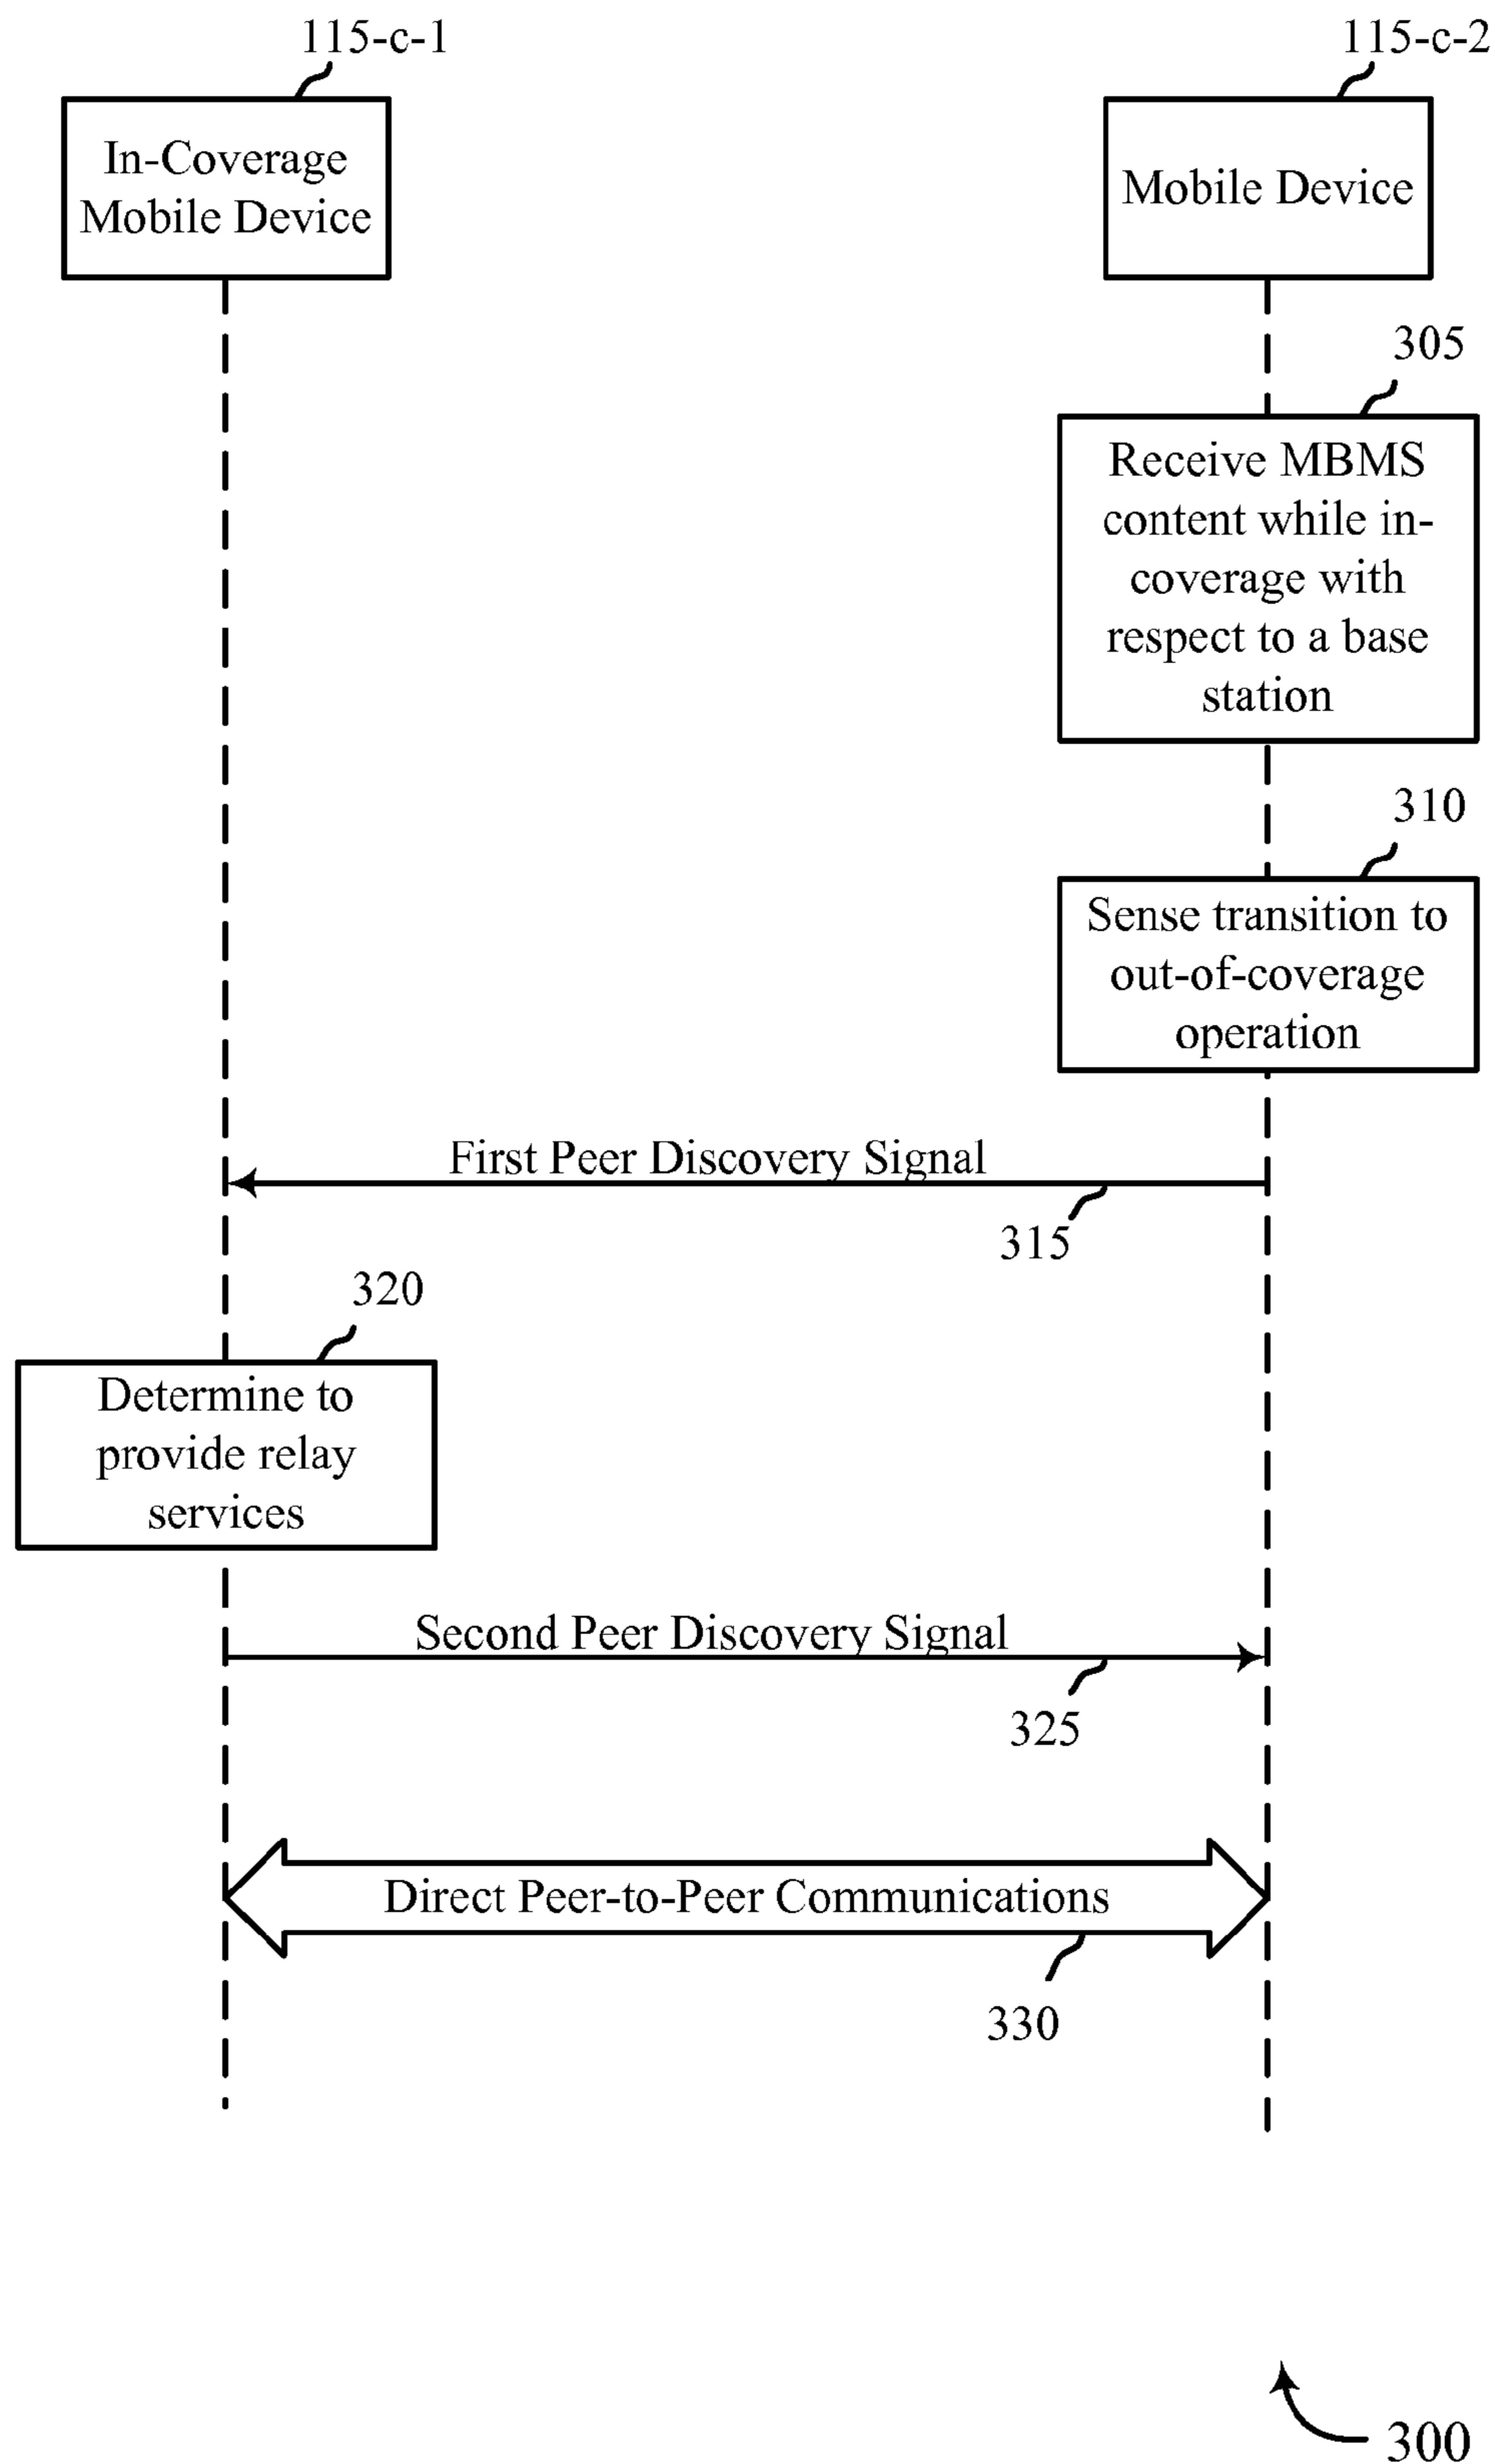 115-c-1
115-c-2
In-Coverage
Mobile Device
Mobile Device
305
Receive MBMS
content while in-
coverage with
respect to a base
station
310
Sense transition to
out-of-coverage
operation
First Peer Discovery Signal
315
320
Determine to
provide relay
services
Second Peer Discovery Signal
325
Direct Peer-to-Peer Communications
330
300